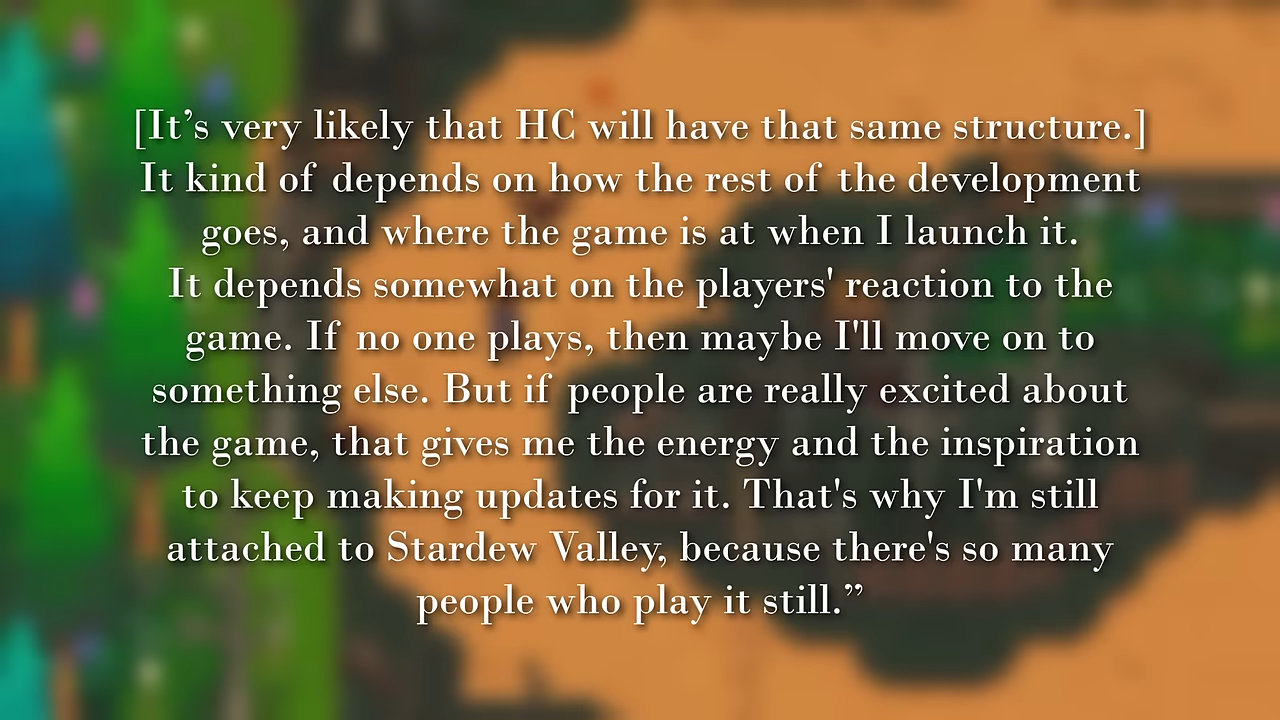 [It’s very likely that HC will have that same structure.]
It kind of depends on how the rest of the development
goes, and where the game is at when I launch it.
It depends somewhat on the players' reaction to the
game. If no one plays, then maybe I'll move on to
something else. But if people are really excited about
the game, that gives me the energy and the inspiration
to keep making updates for it. That's why I'm still
attached to Stardew Valley, because there's so many
people who play it still.”